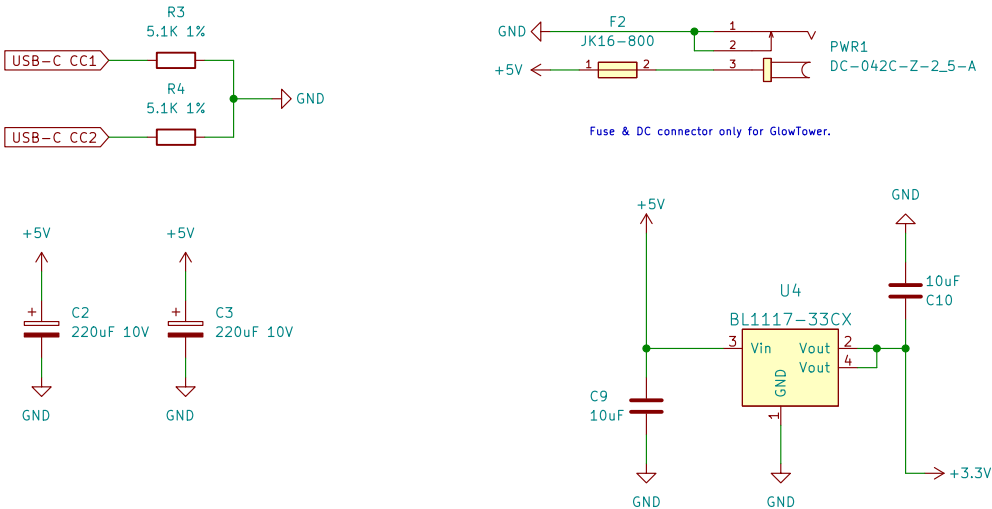 R3
5.1K 1%
USB-C CC1
R4
5.1K 1%
GND
USB-C CC2
GND
F2
JK16-800
1
2
PWR1
DC-042C-Z-2_5-A
+5V
1
2
3
Fuse & DC connector only for GlowTower.
+5V
+
C2
220uF 10V
GND
+5V
+
C3
220uF 10V
GND
+5V
GND
10uF
C10
U4
BL1117-33CX
3
Vin
Vout
2
Vout
4
GND
1
C9
10uF
GND
GND
+3.3V